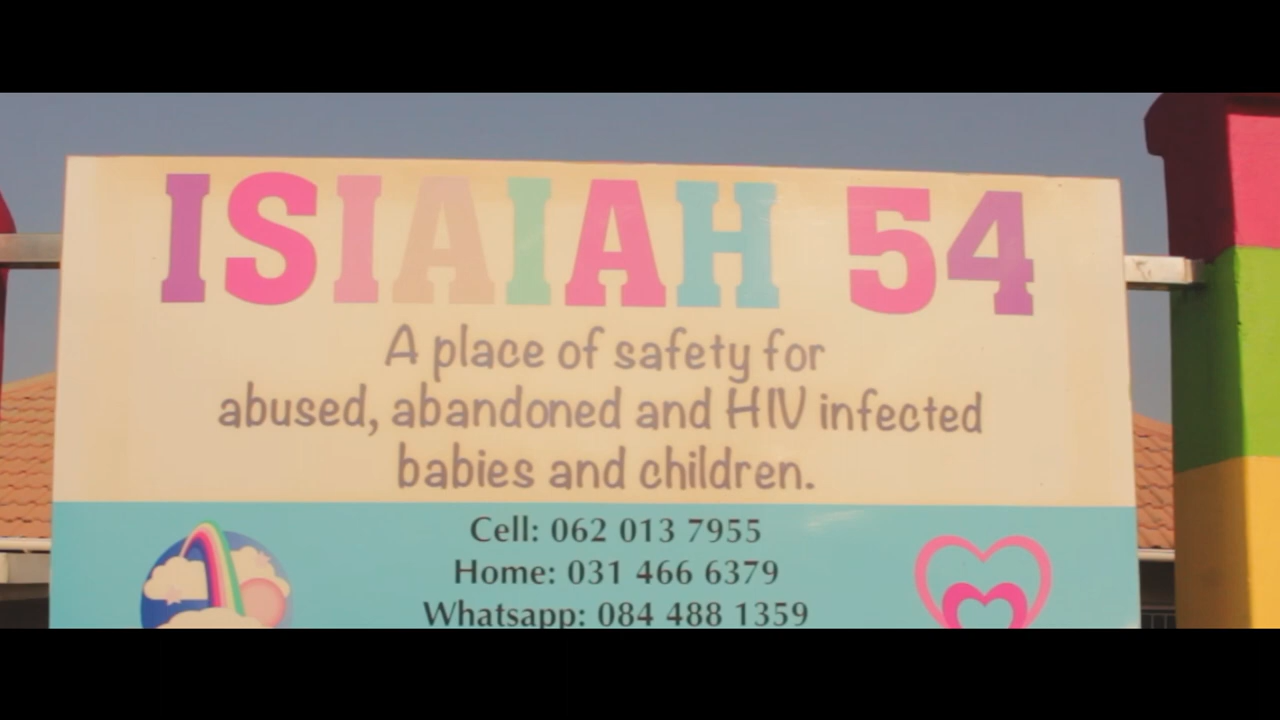 ISIAIAH 54
A place of safety for
abused, abandoned and HIV infected
babies and children.
Cell: 062 013 7955
Home: 031 466 6379
Whatsapp: 084 488 1359